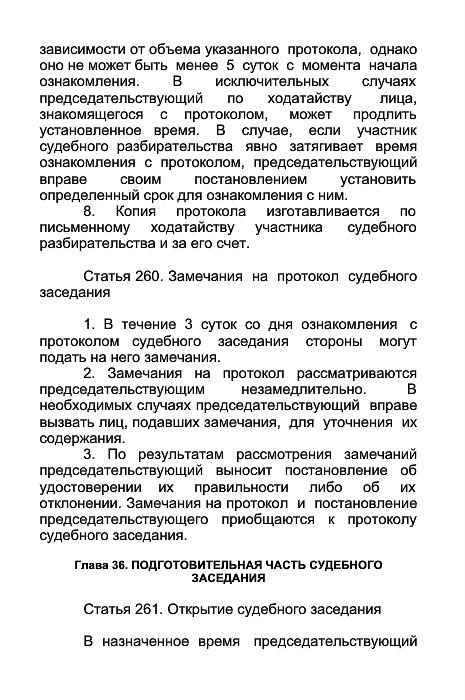 зависимости от объема указанного протокола, однако
оно не может быть менее 5 суток с момента начала
ознакомления. В исключительных случаях
председательствующий по ходатайству лица,
знакомящегося с протоколом, может продлить
установленное время. В случае, если участник
судебного разбирательства явно затягивает время
ознакомления с протоколом, председательствующий
вправе своим постановлением установить
определенный срок для ознакомления с ним.
8. Копия протокола изготавливается по
письменному ходатайству участника судебного
разбирательства и за его счет.
Статья 260. Замечания на протокол судебного
заседания
1. В течение 3 суток со дня ознакомления с
протоколом судебного заседания стороны могут
подать на него замечания.
2. Замечания на протокол рассматриваются
председательствующим незамедлительно. В
необходимых случаях председательствующий вправе
вызвать лиц, подавших замечания, для уточнения их
содержания.
3. По результатам рассмотрения замечаний
председательствующий выносит постановление об
удостоверении их правильности либо об их
отклонении. Замечания на протокол и постановление
председательствующего приобщаются к протоколу
судебного заседания.
Глава 36. ПОДГОТОВИТЕЛЬНАЯ ЧАСТЬ СУДЕБНОГО
ЗАСЕДАНИЯ
Статья 261. Открытие судебного заседания
В назначенное время председательствующий